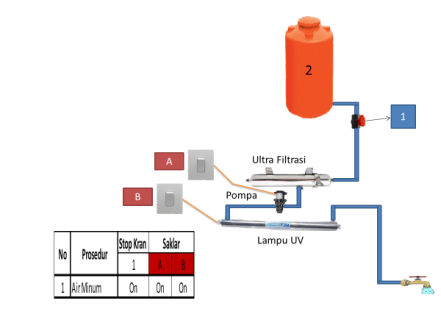 2
1
A
Ultra Filtrasi
B
Pompa
Lampu UV
No Prosedur Stop Kran Saklar
1 A B
1 Air Minum On On On